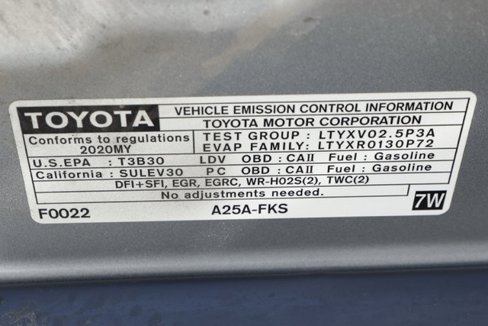 TOYOTA VEHICLE EMISSION CONTROL INFORMATION
TOYOTA MOTOR CORPORATION
Conforms to regulations 2020MY
TEST GROUP : LTYXV02.5P3A
EVAP FAMILY: LTYXR0130P72
U.S.EPA : T3B30 LDV OBD : CAII Fuel : Gasoline
California : SULEV30 PC OBD : CAII Fuel : Gasoline
DFI+SFI, EGR, EGRC, WR-HO2S(2), TWC(2)
No adjustments needed.
F0022 A25A-FKS 7W